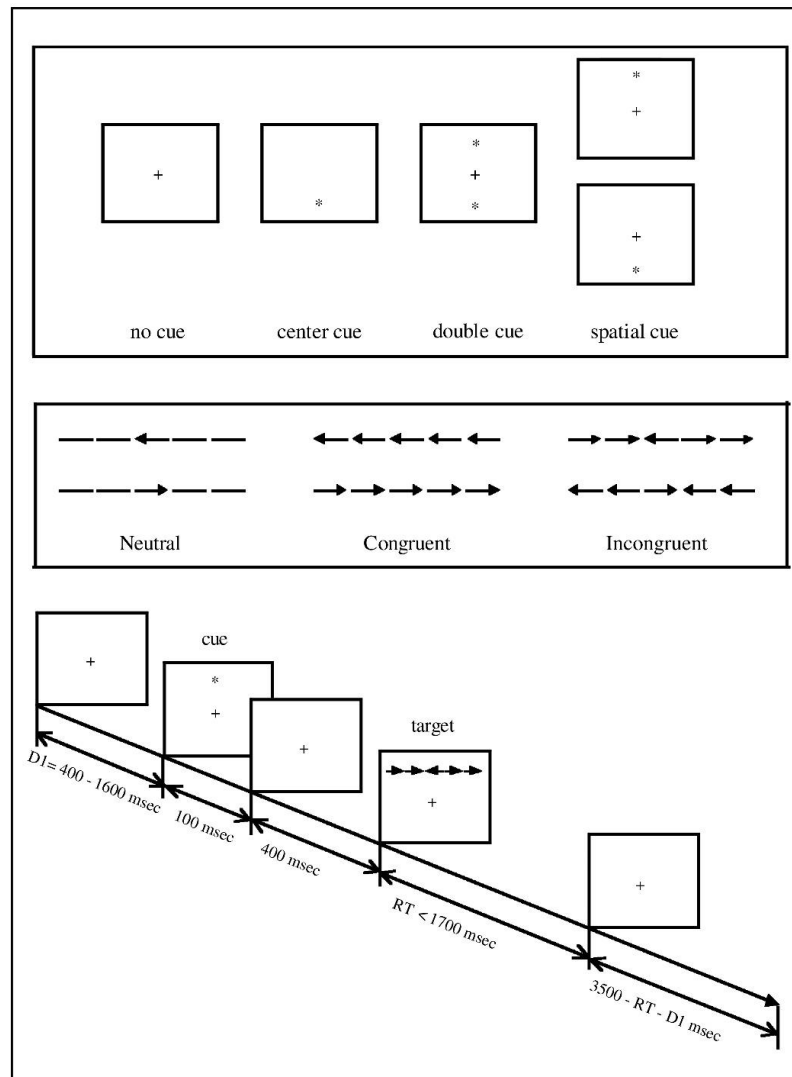 no cue center cue double cue spatial cue
Neutral Congruent Incongruent
cue
target
D1= 400 - 1600 msec
100 msec
400 msec
RT < 1700 msec
3500 - RT - D1 msec